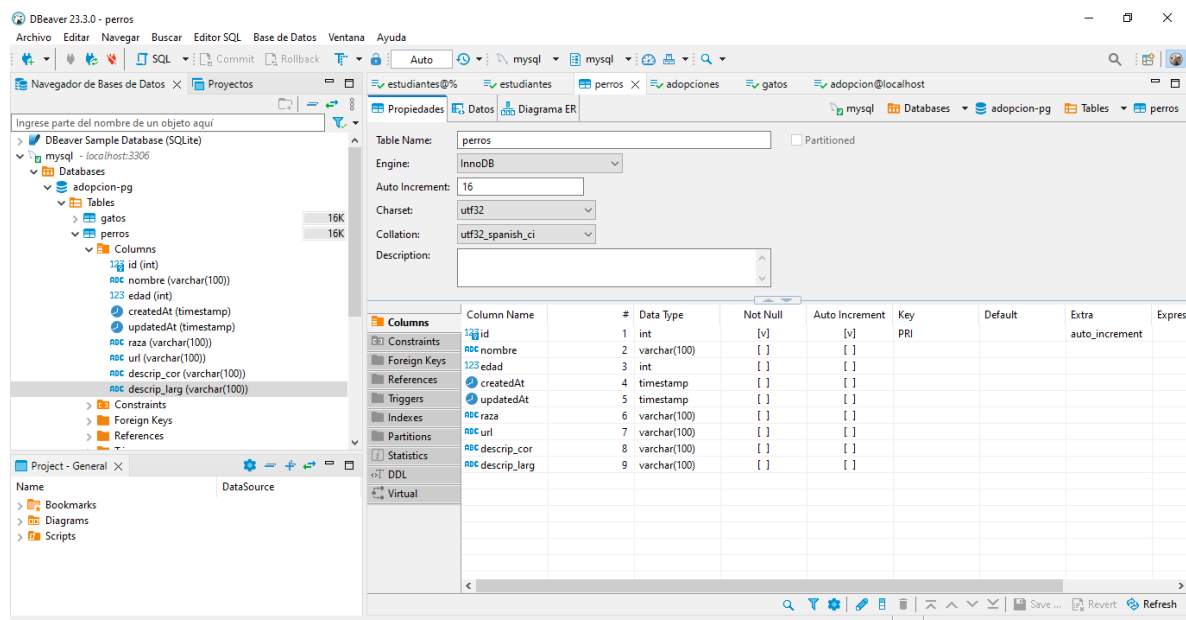 DBeaver 23.3.0 - perros
Archivo Editar Navegar Buscar Editor SQL Base de Datos Ventana Ayuda
SQL Commit Rollback Auto mysql mysql
Navegador de Bases de Datos Proyectos
Ingrese parte del nombre de un objeto aquí
DBeaver Sample Database (SQLite)
mysql - localhost:3306
Databases
adopcion-pg
Tables
gatos 16K
perros 16K
Columns
id (int)
nombre (varchar(100))
edad (int)
createdAt (timestamp)
updatedAt (timestamp)
raza (varchar(100))
url (varchar(100))
descrip_cor (varchar(100))
descrip_larg (varchar(100))
Constraints
Foreign Keys
References
Project - General
Name DataSource
Bookmarks
Diagrams
Scripts
estudiantes@% estudiantes perros adopciones gatos adopcion@localhost
Propiedades Datos Diagrama ER mysql Databases adopcion-pg Tables perros
Table Name: perros Partitioned
Engine: InnoDB
Auto Increment: 16
Charset: utf32
Collation: utf32_spanish_ci
Description:
Columns
Constraints
Foreign Keys
References
Triggers
Indexes
Partitions
Statistics
DDL
Virtual
Column Name # Data Type Not Null Auto Increment Key Default Extra Expres
123 id 1 int [v] [v] PRI auto_increment
ABC nombre 2 varchar(100) [ ] [ ]
123 edad 3 int [ ] [ ]
createdAt 4 timestamp [ ] [ ]
updatedAt 5 timestamp [ ] [ ]
ABC raza 6 varchar(100) [ ] [ ]
ABC url 7 varchar(100) [ ] [ ]
ABC descrip_cor 8 varchar(100) [ ] [ ]
ABC descrip_larg 9 varchar(100) [ ] [ ]
Save ... Revert Refresh